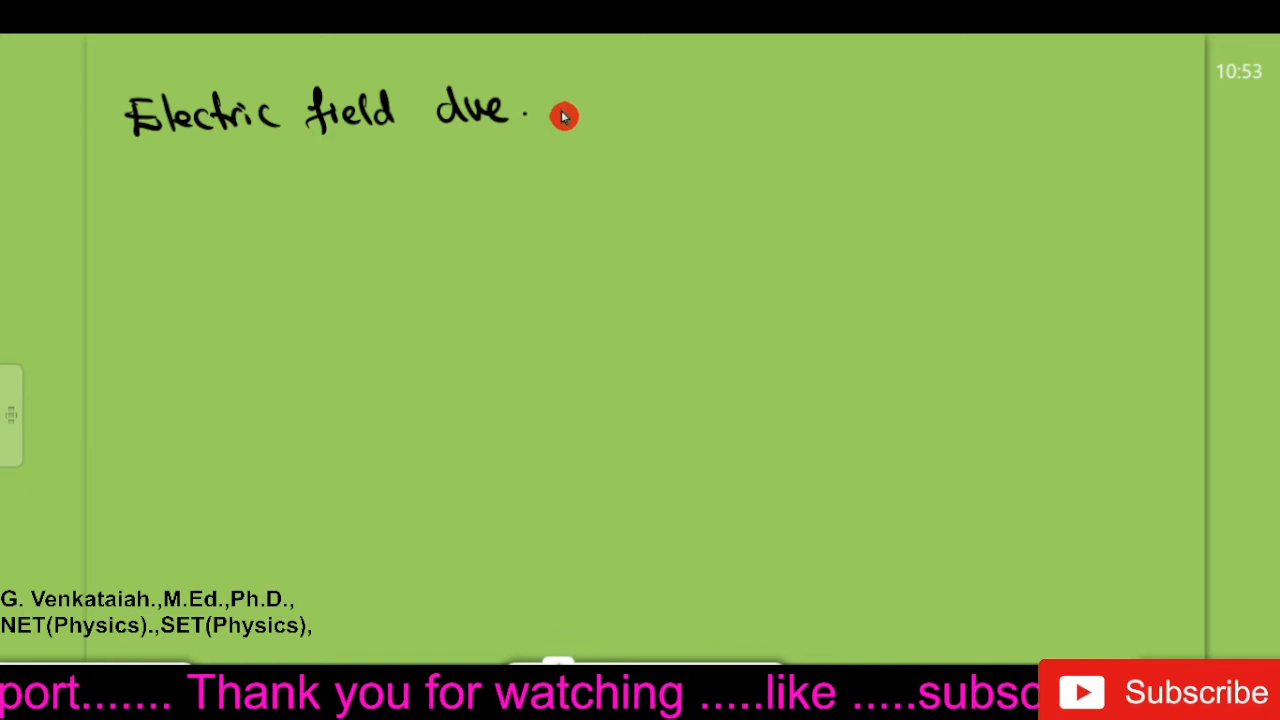 Electric field due .
10:53
G. Venkataiah.,M.Ed.,Ph.D.,
NET(Physics).,SET(Physics),
port....... Thank you for watching .....like .....subsc
Subscribe